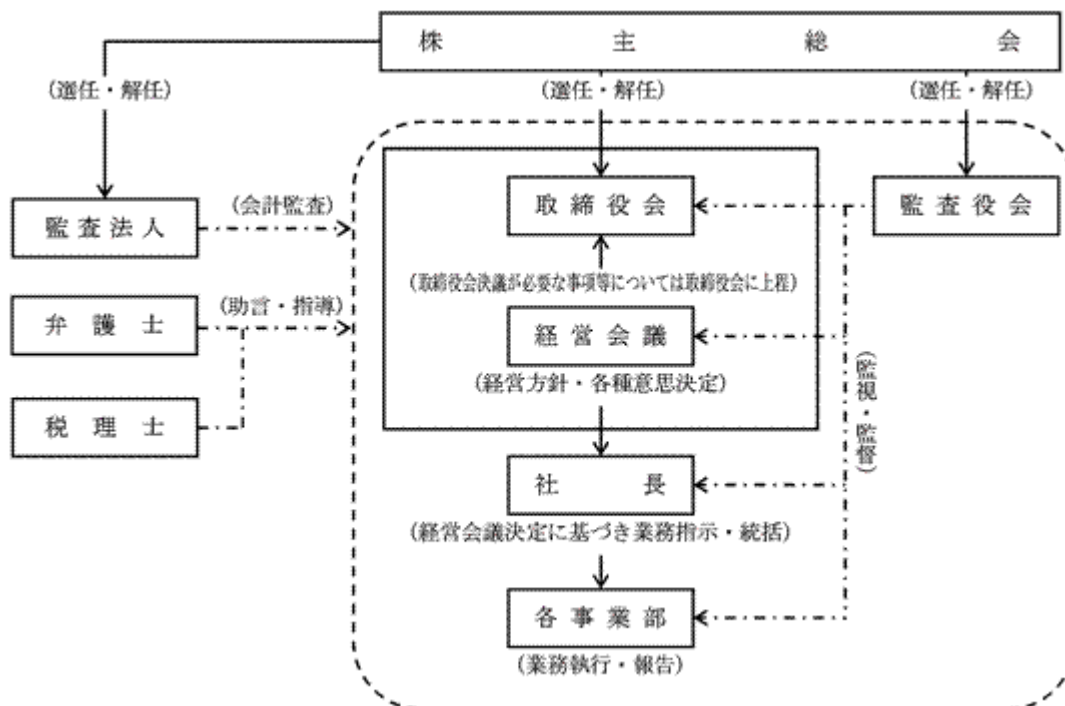 株主総会
(選任・解任)
(選任・解任)
(選任・解任)
監査法人
(会計監査)
取締役会
監査役会
(取締役会決議が必要な事項等については取締役会に上程)
弁護士
(助言・指導)
経営会議
(経営方針・各種意思決定)
(監視・監督)
税理士
社長
(経営会議決定に基づき業務指示・統括)
各事業部
(業務執行・報告)